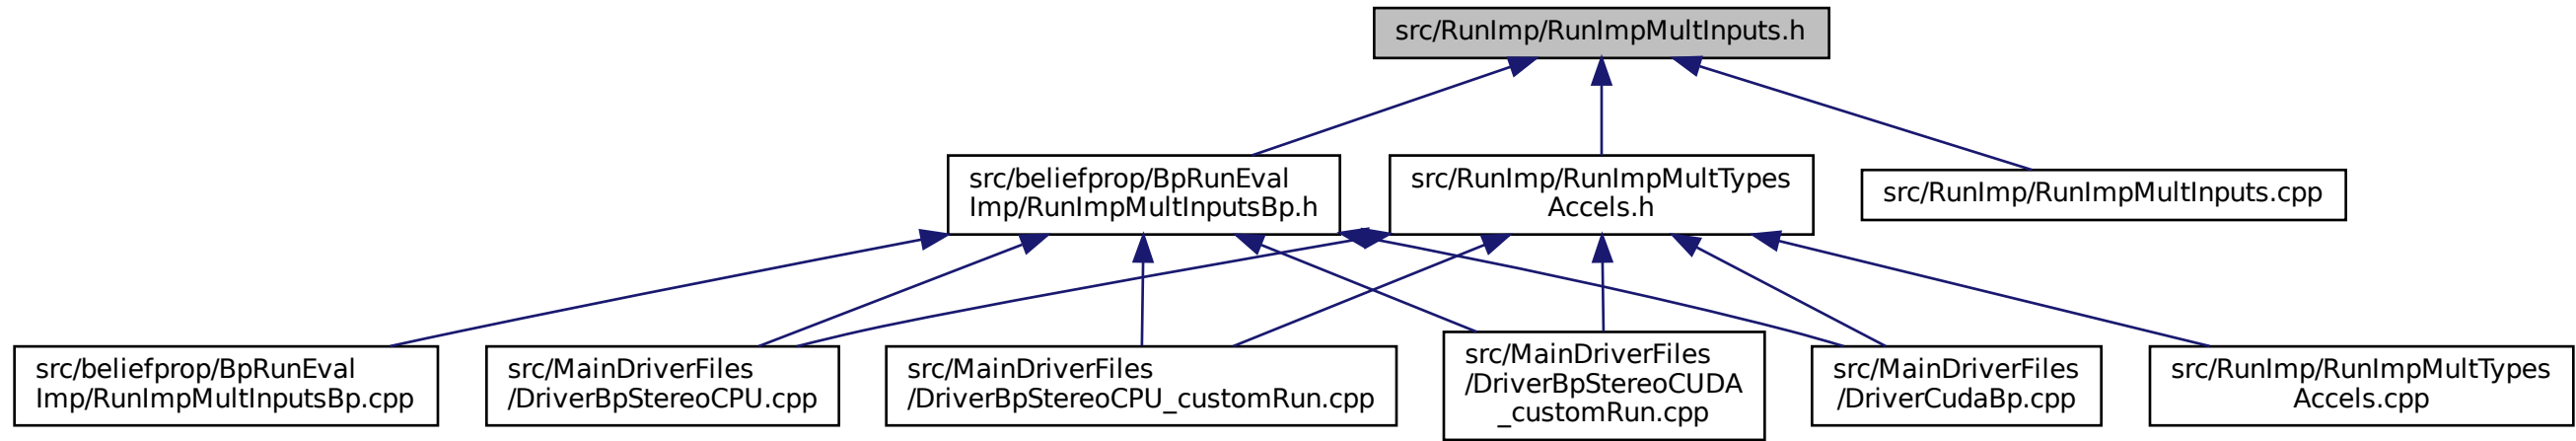 src/RunImp/RunImpMultInputs.h
src/beliefprop/BpRunEval
Imp/RunImpMultInputsBp.h
src/RunImp/RunImpMultTypes
Accels.h
src/RunImp/RunImpMultInputs.cpp
src/beliefprop/BpRunEval
Imp/RunImpMultInputsBp.cpp
src/MainDriverFiles
/DriverBpStereoCPU.cpp
src/MainDriverFiles
/DriverBpStereoCPU_customRun.cpp
src/MainDriverFiles
/DriverBpStereoCUDA
_customRun.cpp
src/MainDriverFiles
/DriverCudaBp.cpp
src/RunImp/RunImpMultTypes
Accels.cpp